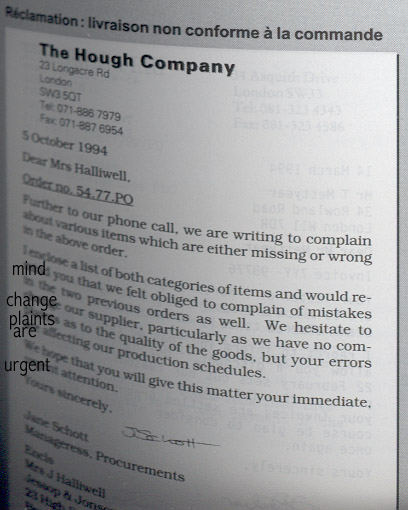 Réclamation : livraison non conforme à la commande
The Hough Company
23 Longacre Rd
London
SW3 5QT
Tel: 071-886 7979
Fax: 071-887 6954
5 October 1994
Dear Mrs Halliwell,
Order no. 54.77.PO
Further to our phone call, we are writing to complain
about various items which are either missing or wrong
in the above order.
I enclose a list of both categories of items and would re-
mind you that we felt obliged to complain of mistakes
in the two previous orders as well. We hesitate to
change our supplier, particularly as we have no com-
plaints as to the quality of the goods, but your errors
are affecting our production schedules.
We hope that you will give this matter your immediate,
urgent attention.
Yours sincerely,
J. Schott
Jane Schott
Manageress, Procurements
Encls
Mrs J Halliwell
Jessop &
23 High